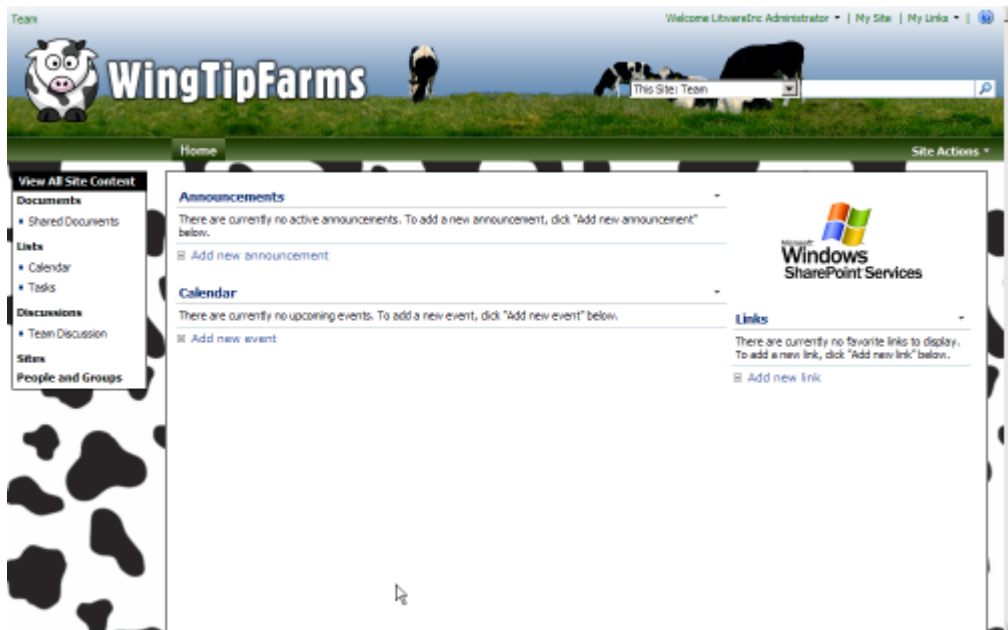 Team
Welcome LitwareInc Administrator | My Site | My Links |
WingTipFarms
This Site: Team
Home
Site Actions
View All Site Content
Documents
Shared Documents
Lists
Calendar
Tasks
Discussions
Team Discussion
Sites
People and Groups
Announcements
There are currently no active announcements. To add a new announcement, click "Add new announcement"
below.
Add new announcement
Calendar
There are currently no upcoming events. To add a new event, click "Add new event" below.
Add new event
Microsoft
Windows
SharePoint Services
Links
There are currently no favorite links to display.
To add a new link, click "Add new link" below.
Add new link